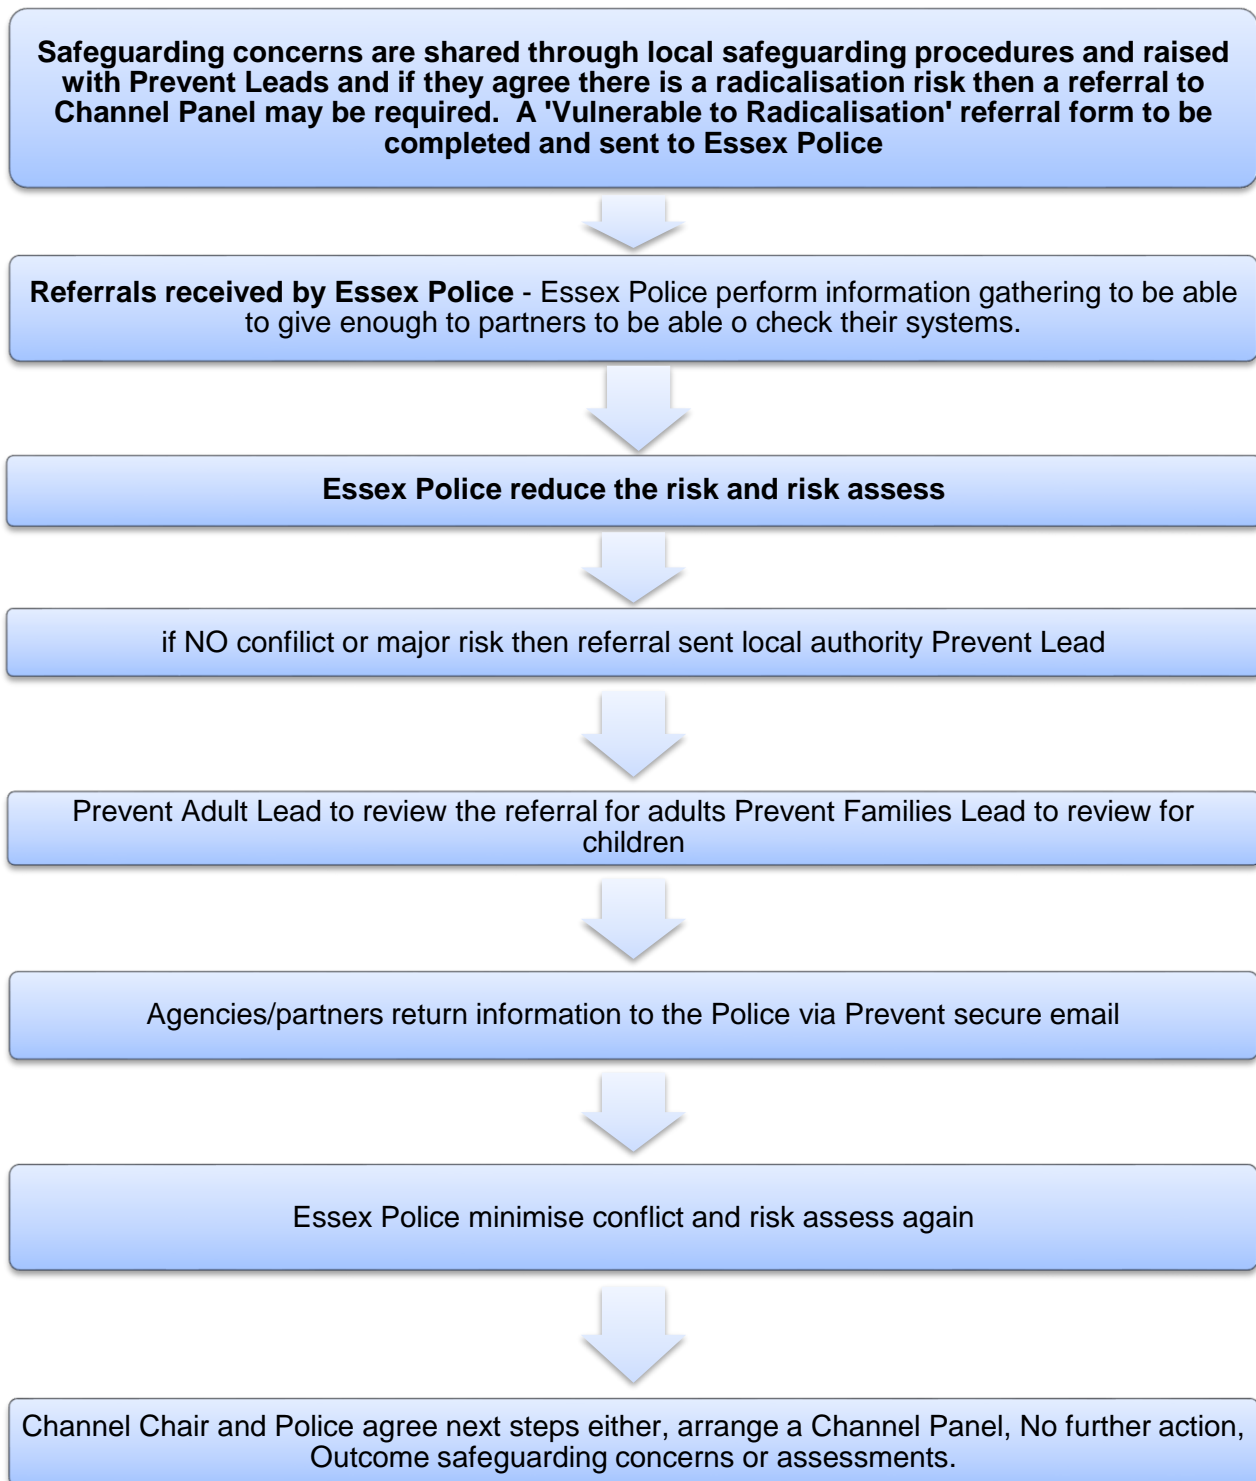 Safeguarding concerns are shared through local safeguarding procedures and raised
with Prevent Leads and if they agree there is a radicalisation risk then a referral to
Channel Panel may be required.  A 'Vulnerable to Radicalisation' referral form to be
completed and sent to Essex Police
Referrals received by Essex Police - Essex Police perform information gathering to be able
to give enough to partners to be able o check their systems.
Essex Police reduce the risk and risk assess
if NO confilict or major risk then referral sent local authority Prevent Lead
Prevent Adult Lead to review the referral for adults Prevent Families Lead to review for
children
Agencies/partners return information to the Police via Prevent secure email
Essex Police minimise conflict and risk assess again
Channel Chair and Police agree next steps either, arrange a Channel Panel, No further action,
Outcome safeguarding concerns or assessments.